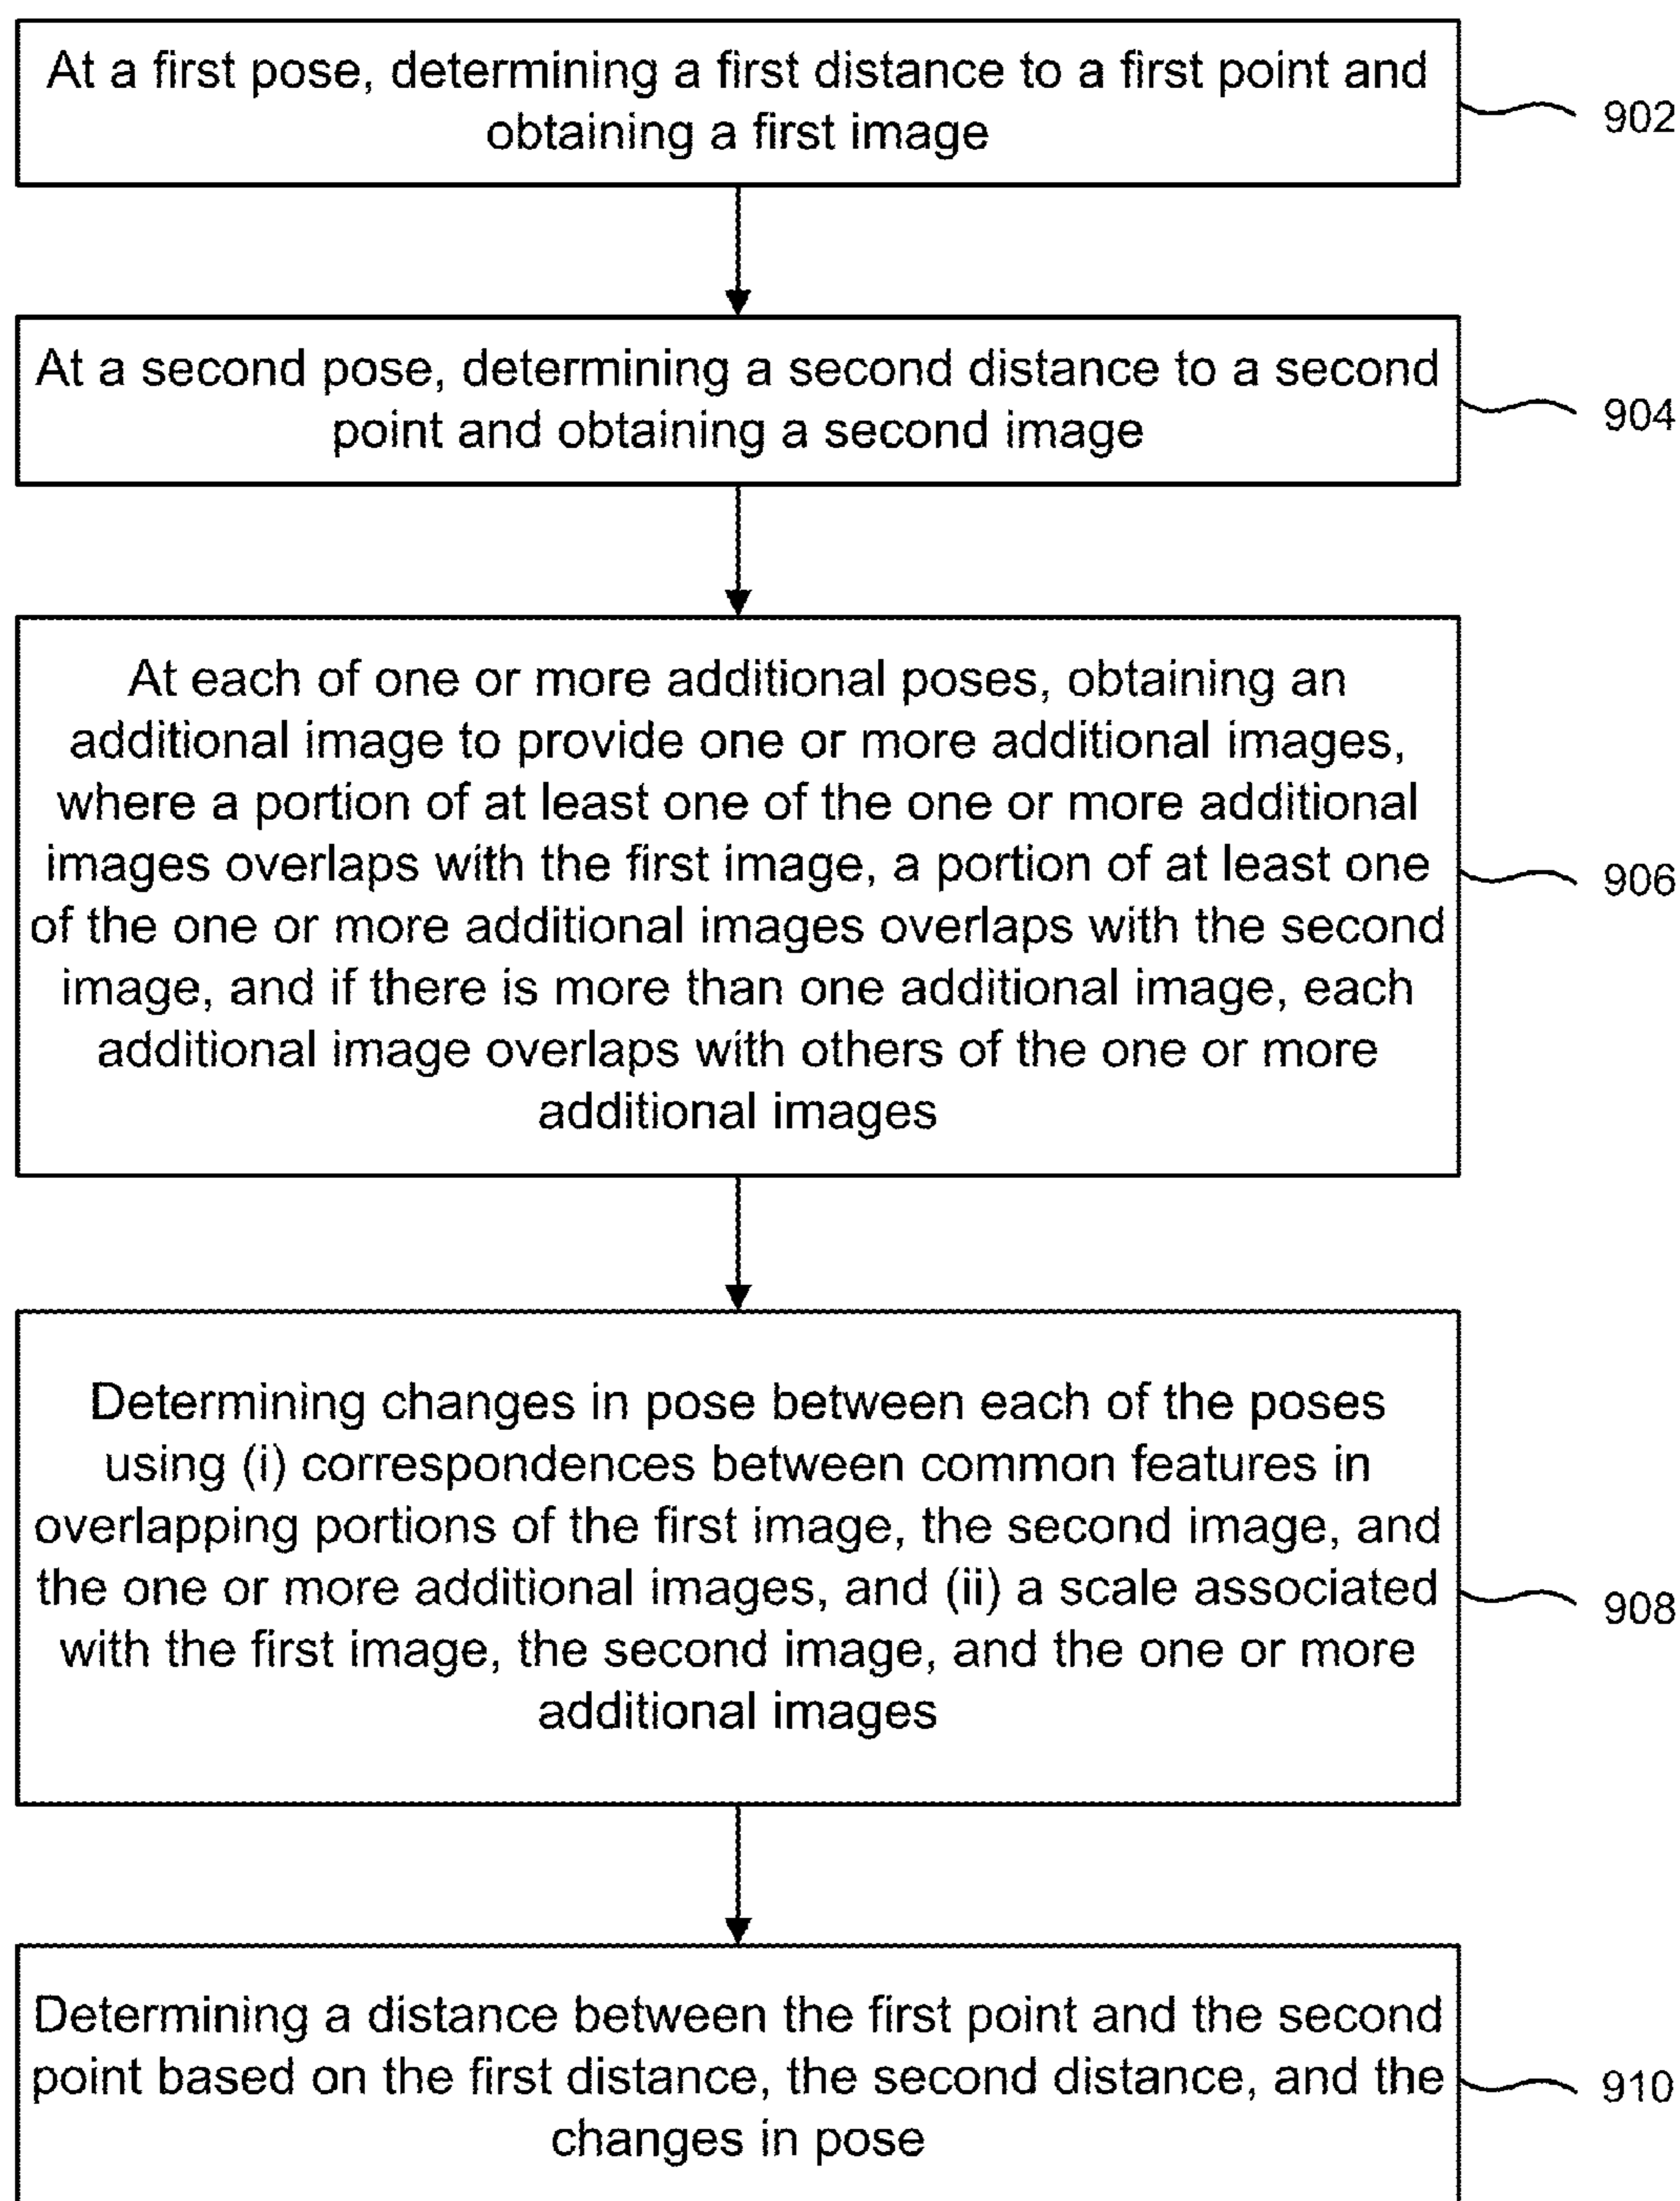 At a first pose, determining a first distance to a first point and
obtaining a first image
902
At a second pose, determining a second distance to a second
point and obtaining a second image
904
At each of one or more additional poses, obtaining an
additional image to provide one or more additional images,
where a portion of at least one of the one or more additional
images overlaps with the first image, a portion of at least one
of the one or more additional images overlaps with the second
image, and if there is more than one additional image, each
additional image overlaps with others of the one or more
additional images
906
Determining changes in pose between each of the poses
using (i) correspondences between common features in
overlapping portions of the first image, the second image, and
the one or more additional images, and (ii) a scale associated
with the first image, the second image, and the one or more
additional images
908
Determining a distance between the first point and the second
point based on the first distance, the second distance, and the
changes in pose
910